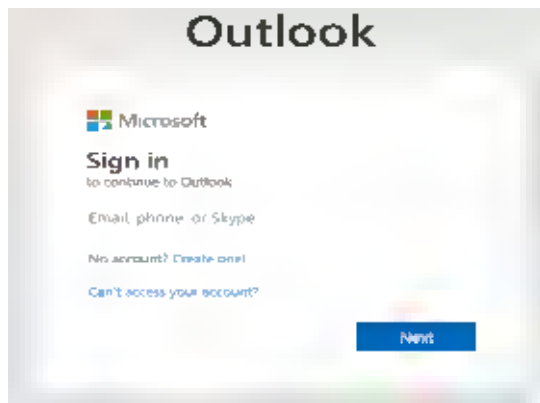 Outlook
Microsoft
Sign in
to continue to Outlook
Email, phone, or Skype
No account? Create one!
Can't access your account?
Next